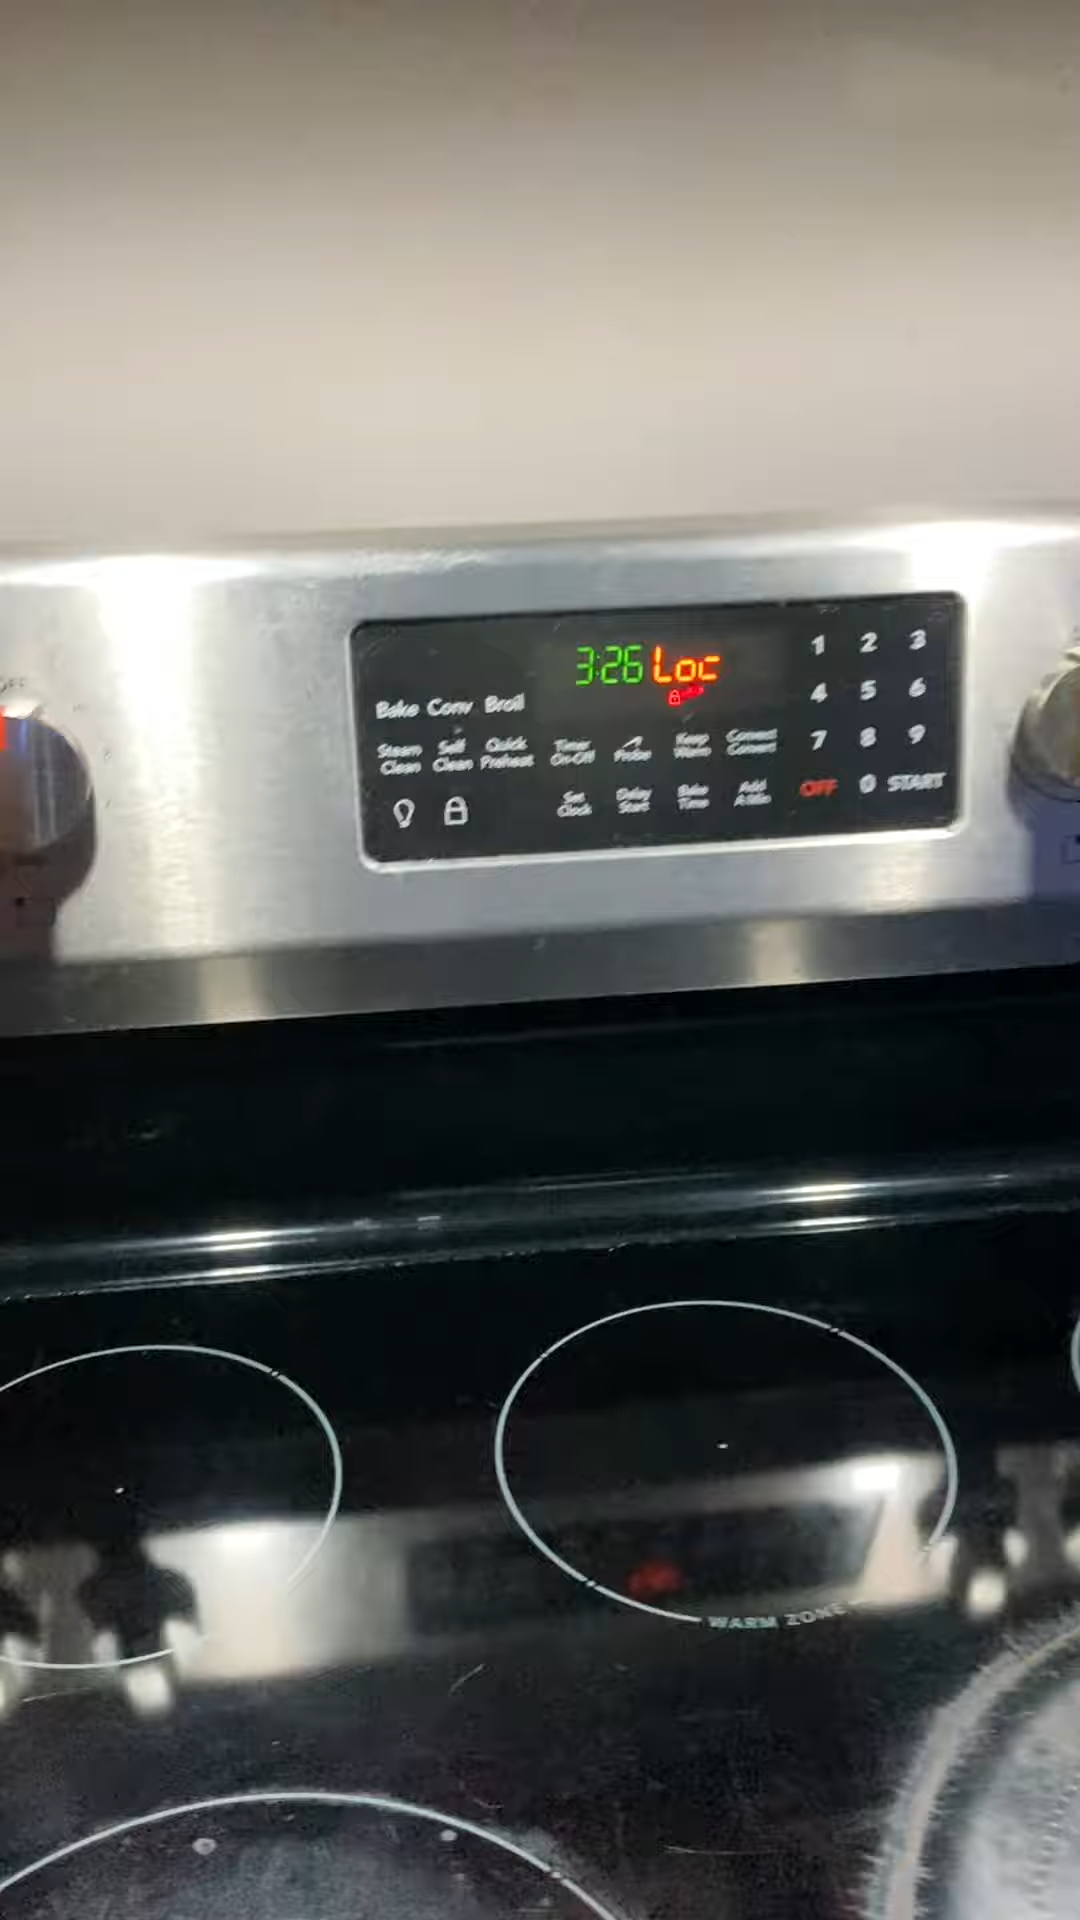 OFF
3:26 Loc
Bake Conv Broil
Steam Clean
Self Clean
Quick Preheat
Timer On-Off
Probe
Keep Warm
Convect Convert
Set Clock
Delay Start
Bake Time
Add A Min
1 2 3
4 5 6
7 8 9
OFF 0 START
WARM ZONE